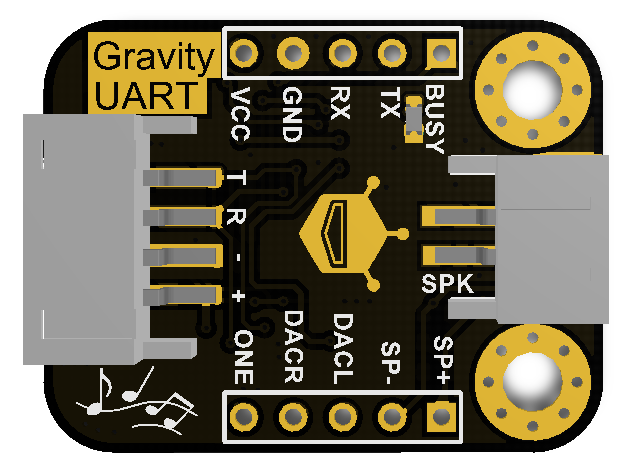 Gravity
UART
VCC
GND
RX
TX
BUSY
T
R
-
+
SPK
ONE
DACR
DACL
SP-
SP+